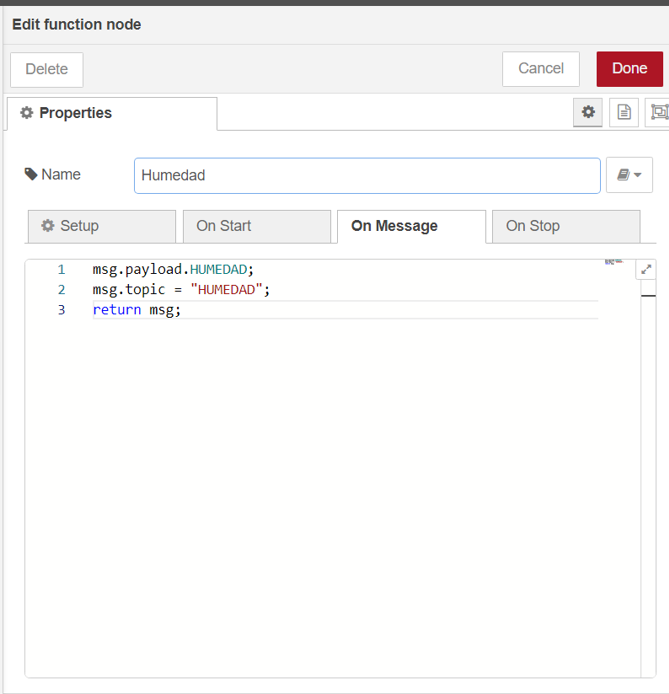 Edit function node
Delete
Cancel
Done
Properties
Name
Humedad
Setup
On Start
On Message
On Stop
1 msg.payload.HUMEDAD;
2 msg.topic = "HUMEDAD";
3 return msg;